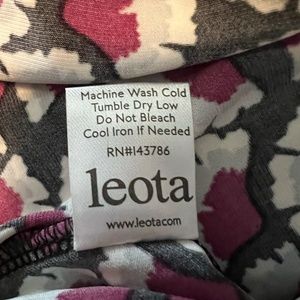 Machine Wash Cold
Tumble Dry Low
Do Not Bleach
Cool Iron If Needed
RN#143786
leota
www.leota.com